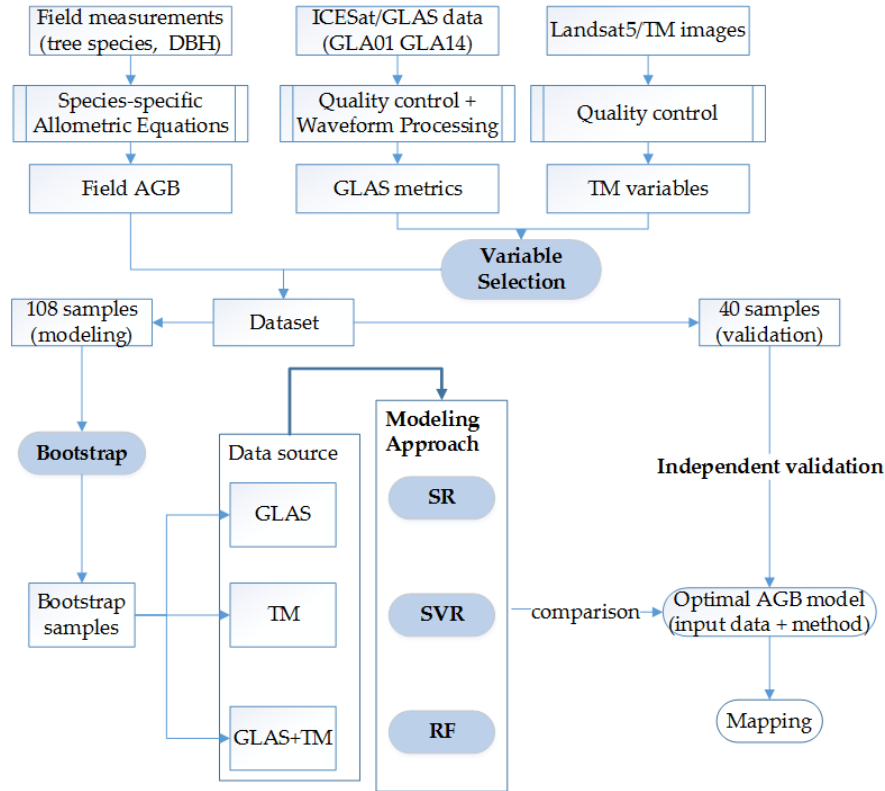 Field measurements
(tree species, DBH)
ICESat/GLAS data
(GLA01 GLA14)
Landsat5/TM images
Species-specific
Allometric Equations
Quality control +
Waveform Processing
Quality control
Field AGB
GLAS metrics
TM variables
Variable
Selection
108 samples
(modeling)
Dataset
40 samples
(validation)
Bootstrap
Data source
Modeling
Approach
Independent validation
GLAS
SR
Bootstrap
samples
TM
SVR
comparison
Optimal AGB model
(input data + method)
GLAS+TM
RF
Mapping